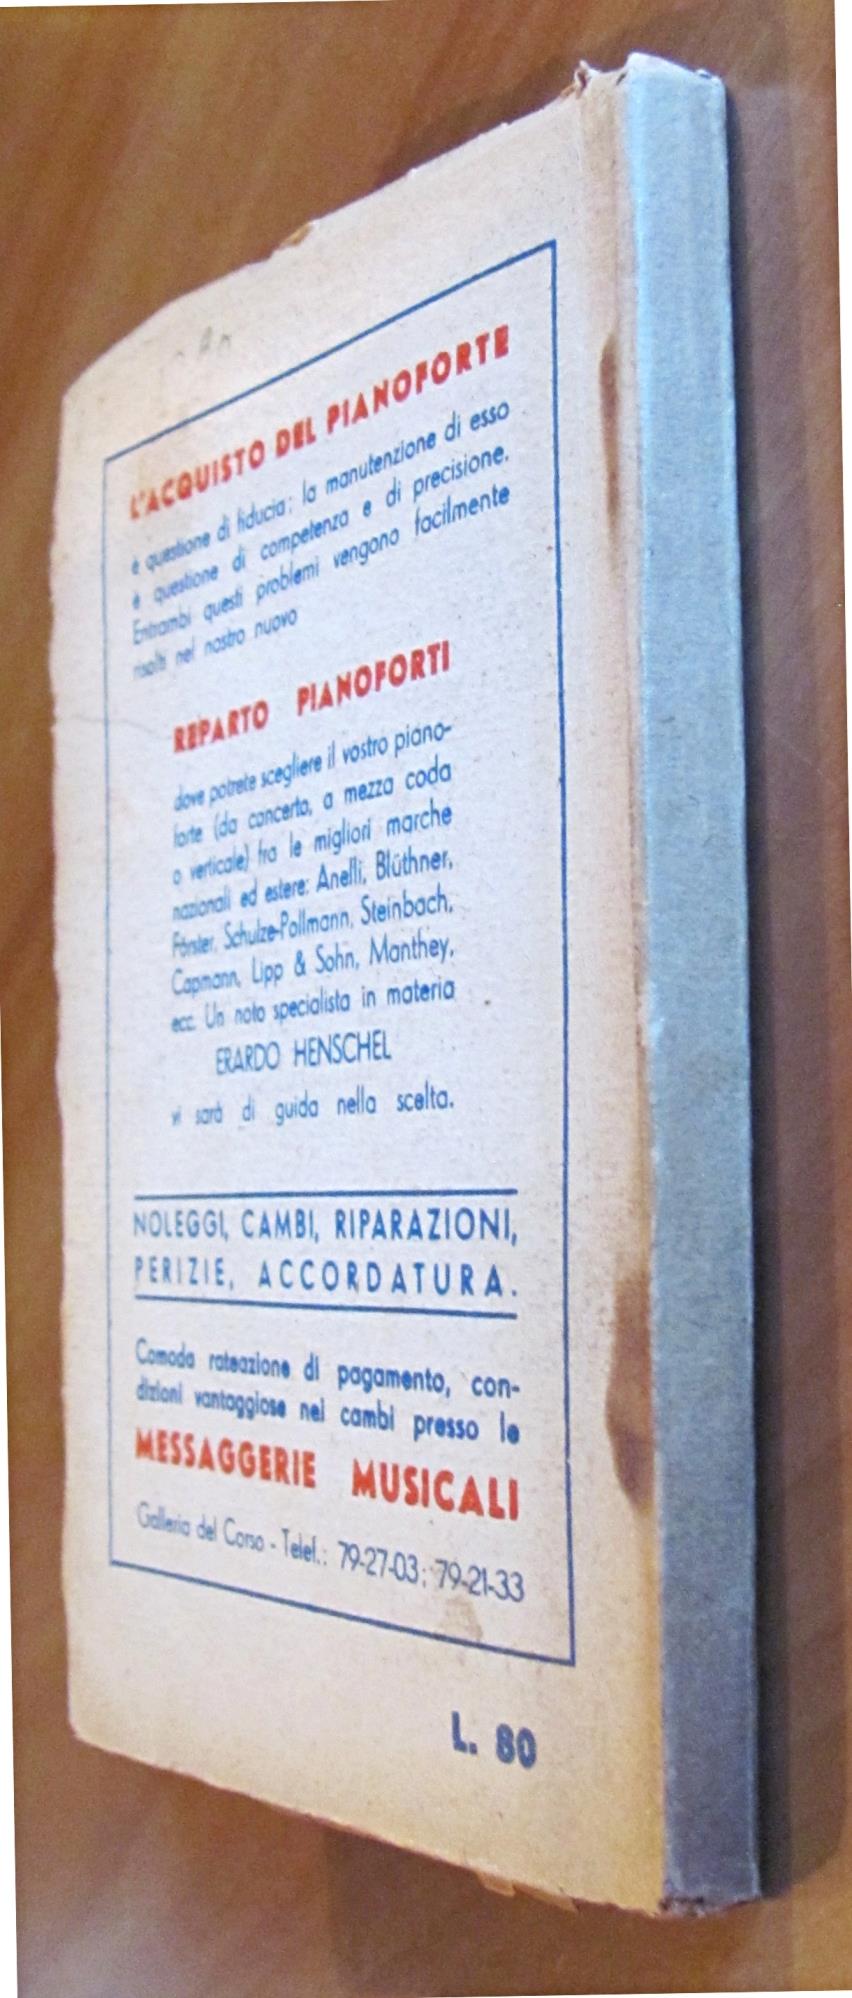 L'ACQUISTO DEL PIANOFORTE
è questione di fiducia; la manutenzione di esso
è questione di competenza e di precisione.
Entrambi questi problemi vengono facilmente
risolti nel nostro nuovo
REPARTO PIANOFORTI
dove potrete scegliere il vostro piano-
forte (da concerto, a mezza coda
o verticale) fra le migliori marche
nazionali ed estere: Anelli, Blüthner,
Förster, Schulze-Pollmann, Steinbach,
Capmann, Lipp & Sohn, Manthey,
ecc. Un noto specialista in materia
ERARDO HENSCHEL
vi sarà di guida nella scelta.
NOLEGGI, CAMBI, RIPARAZIONI,
PERIZIE, ACCORDATURA.
Comoda rateazione di pagamento, con-
dizioni vantaggiose nei cambi presso le
MESSAGGERIE MUSICALI
Galleria del Corso - Telef.: 79-27-03; 79-21-33
L. 80